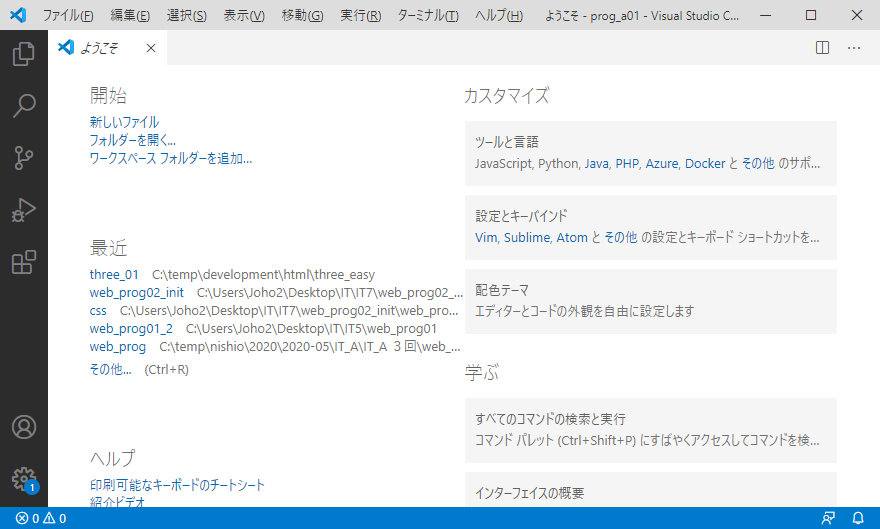 ファイル(F) 編集(E) 選択(S) 表示(V) 移動(G) 実行(R) ターミナル(T) ヘルプ(H) ようこそ - prog_a01 - Visual Studio C...
ようこそ
開始
新しいファイル
フォルダーを開く...
ワークスペース フォルダーを追加...
最近
three_01 C:\temp\development\html\three_easy
web_prog02_init C:\Users\Joho2\Desktop\IT\IT7\web_prog02_...
css C:\Users\Joho2\Desktop\IT\IT7\web_prog02_init\web_pro...
web_prog01_2 C:\Users\Joho2\Desktop\IT\IT5\web_prog01
web_prog C:\temp\nishio\2020\2020-05\IT_A\IT_A ３回\web_...
その他... (Ctrl+R)
ヘルプ
印刷可能なキーボードのチートシート
紹介ビデオ
カスタマイズ
ツールと言語
JavaScript, Python, Java, PHP, Azure, Docker と その他 のサポ...
設定とキーバインド
Vim, Sublime, Atom と その他 の設定とキーボード ショートカットを...
配色テーマ
エディターとコードの外観を自由に設定します
学ぶ
すべてのコマンドの検索と実行
コマンド パレット (Ctrl+Shift+P) にすばやくアクセスしてコマンドを検...
インターフェイスの概要
1
0 0